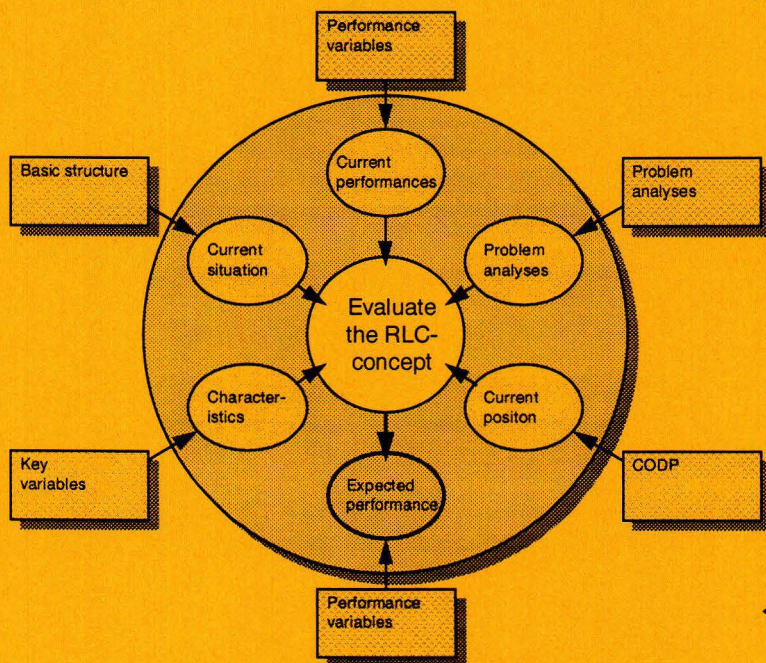 Performance
variables
Current
performances
Basic structure
Problem
analyses
Current
situation
Problem
analyses
Evaluate
the RLC-
concept
Character-
istics
Current
positon
Key
variables
CODP
Expected
performance
Performance
variables